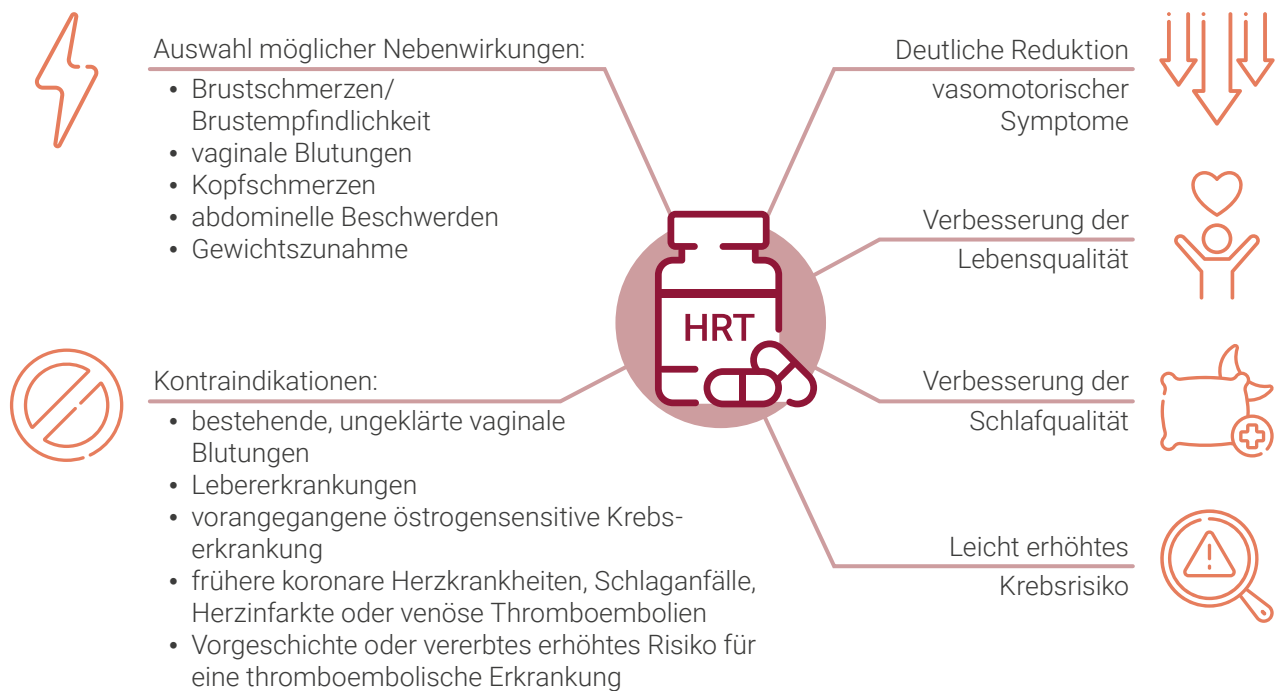 Auswahl möglicher Nebenwirkungen:
• Brustschmerzen/
Brustempfindlichkeit
• vaginale Blutungen
• Kopfschmerzen
• abdominelle Beschwerden
• Gewichtszunahme
Kontraindikationen:
• bestehende, ungeklärte vaginale
Blutungen
• Lebererkrankungen
• vorangegangene östrogensensitive Krebs-
erkrankung
• frühere koronare Herzkrankheiten, Schlaganfälle,
Herzinfarkte oder venöse Thromboembolien
• Vorgeschichte oder vererbtes erhöhtes Risiko für
eine thromboembolische Erkrankung
HRT
Deutliche Reduktion
vasomotorischer
Symptome
Verbesserung der
Lebensqualität
Verbesserung der
Schlafqualität
Leicht erhöhtes
Krebsrisiko